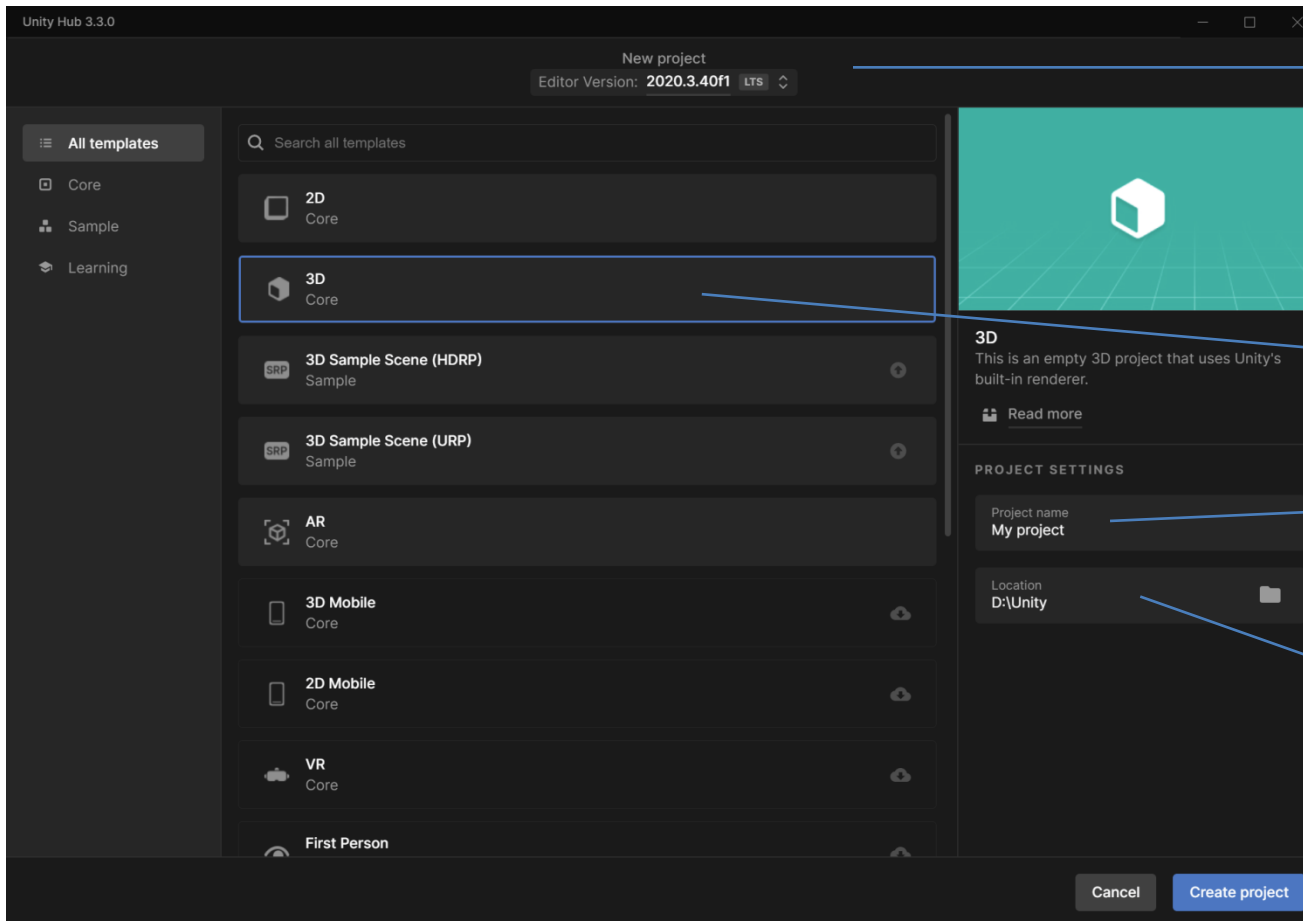 Unity Hub 3.3.0
New project
Editor Version: 2020.3.40f1 LTS
All templates
Core
Sample
Learning
Search all templates
2D
Core
3D
Core
SRP
3D Sample Scene (HDRP)
Sample
SRP
3D Sample Scene (URP)
Sample
AR
Core
3D Mobile
Core
2D Mobile
Core
VR
Core
First Person
3D
This is an empty 3D project that uses Unity's
built-in renderer.
Read more
PROJECT SETTINGS
Project name
My project
Location
D:\Unity
Cancel
Create project